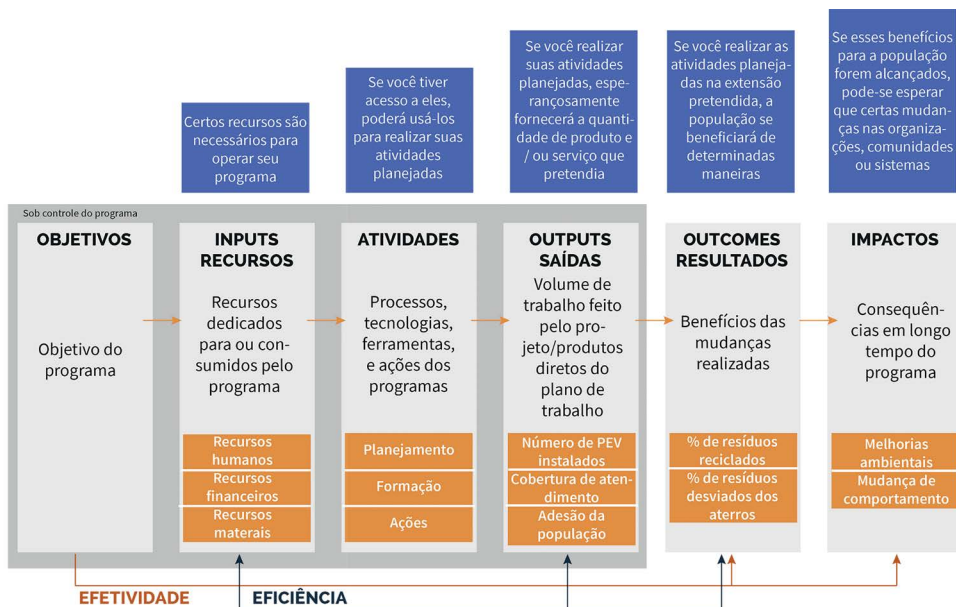 Certos recursos são
necessários para
operar seu
programa
Se você tiver
acesso a eles,
poderá usá-los
para realizar suas
atividades
planejadas
Se você realizar
suas atividades
planejadas, espe-
rançosamente
fornecerá a quanti-
dade de produto e
/ ou serviço que
pretendia
Se você realizar as
atividades planeja-
das na extensão
pretendida, a
população se
beneficiará de
determinadas
maneiras
Se esses benefícios
para a população
forem alcançados,
pode-se esperar
que certas mudan-
ças nas organiza-
ções, comunidades
ou sistemas
Sob controle do programa
OBJETIVOS
Objetivo do
programa
INPUTS
RECURSOS
Recursos
dedicados
para ou con-
sumidos pelo
programa
Recursos
humanos
Recursos
financeiros
Recursos
materais
ATIVIDADES
Processos,
tecnologias,
ferramentas,
e ações dos
programas
Planejamento
Formação
Ações
OUTPUTS
SAÍDAS
Volume de
trabalho feito
pelo pro-
jeto/produtos
diretos do
plano de
trabalho
Número de PEV
instalados
Cobertura de aten-
dimento
Adesão da
população
OUTCOMES
RESULTADOS
Benefícios das
mudanças
realizadas
% de resíduos
reciclados
% de resíduos
desviados dos
aterros
IMPACTOS
Consequên-
cias em longo
tempo do
programa
Melhorias
ambientais
Mudança de
comportamento
EFETIVIDADE
EFICIÊNCIA